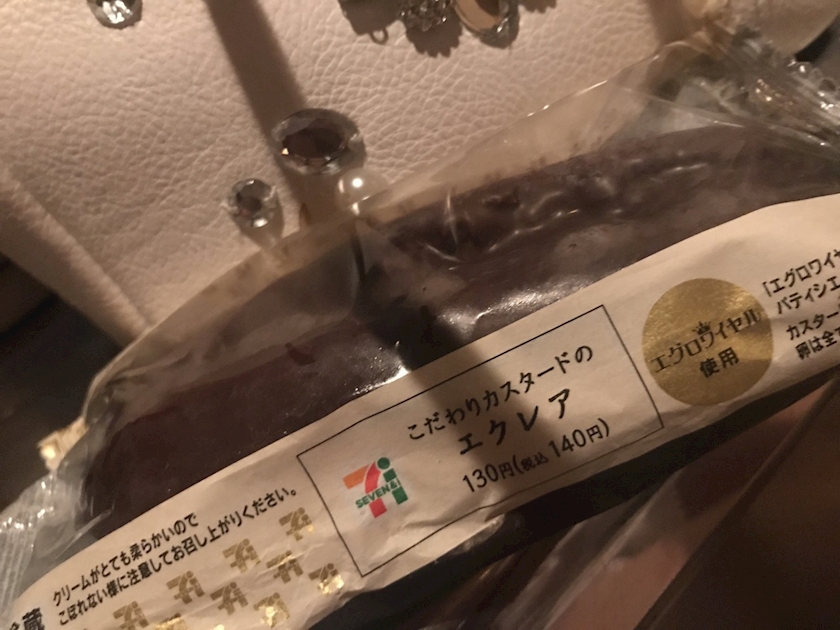 こだわりカスタードの
エクレア
130円(税込140円)
SEVEN&i
エグロワイヤル
使用
「エグロワイヤ
パティシエ
カスター
卵は全て
クリームがとても柔らかいので
こぼれない様に注意してお召し上がりください。
蔵